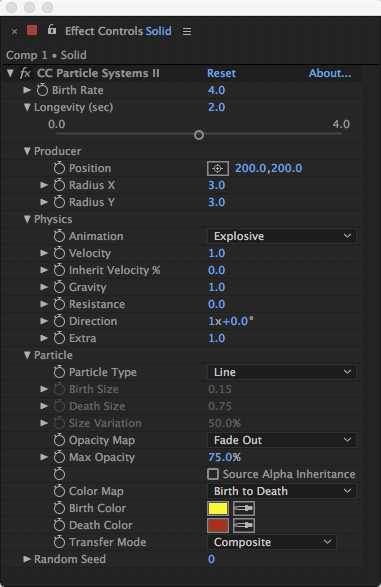 Effect Controls Solid
Comp 1 • Solid
fx CC Particle Systems II Reset About...
Birth Rate 4.0
Longevity (sec) 2.0
0.0 4.0
Producer
Position 200.0,200.0
Radius X 3.0
Radius Y 3.0
Physics
Animation Explosive
Velocity 1.0
Inherit Velocity % 0.0
Gravity 1.0
Resistance 0.0
Direction 1x+0.0°
Extra 1.0
Particle
Particle Type Line
Birth Size 0.15
Death Size 0.75
Size Variation 50.0%
Opacity Map Fade Out
Max Opacity 75.0%
Source Alpha Inheritance
Color Map Birth to Death
Birth Color
Death Color
Transfer Mode Composite
Random Seed 0